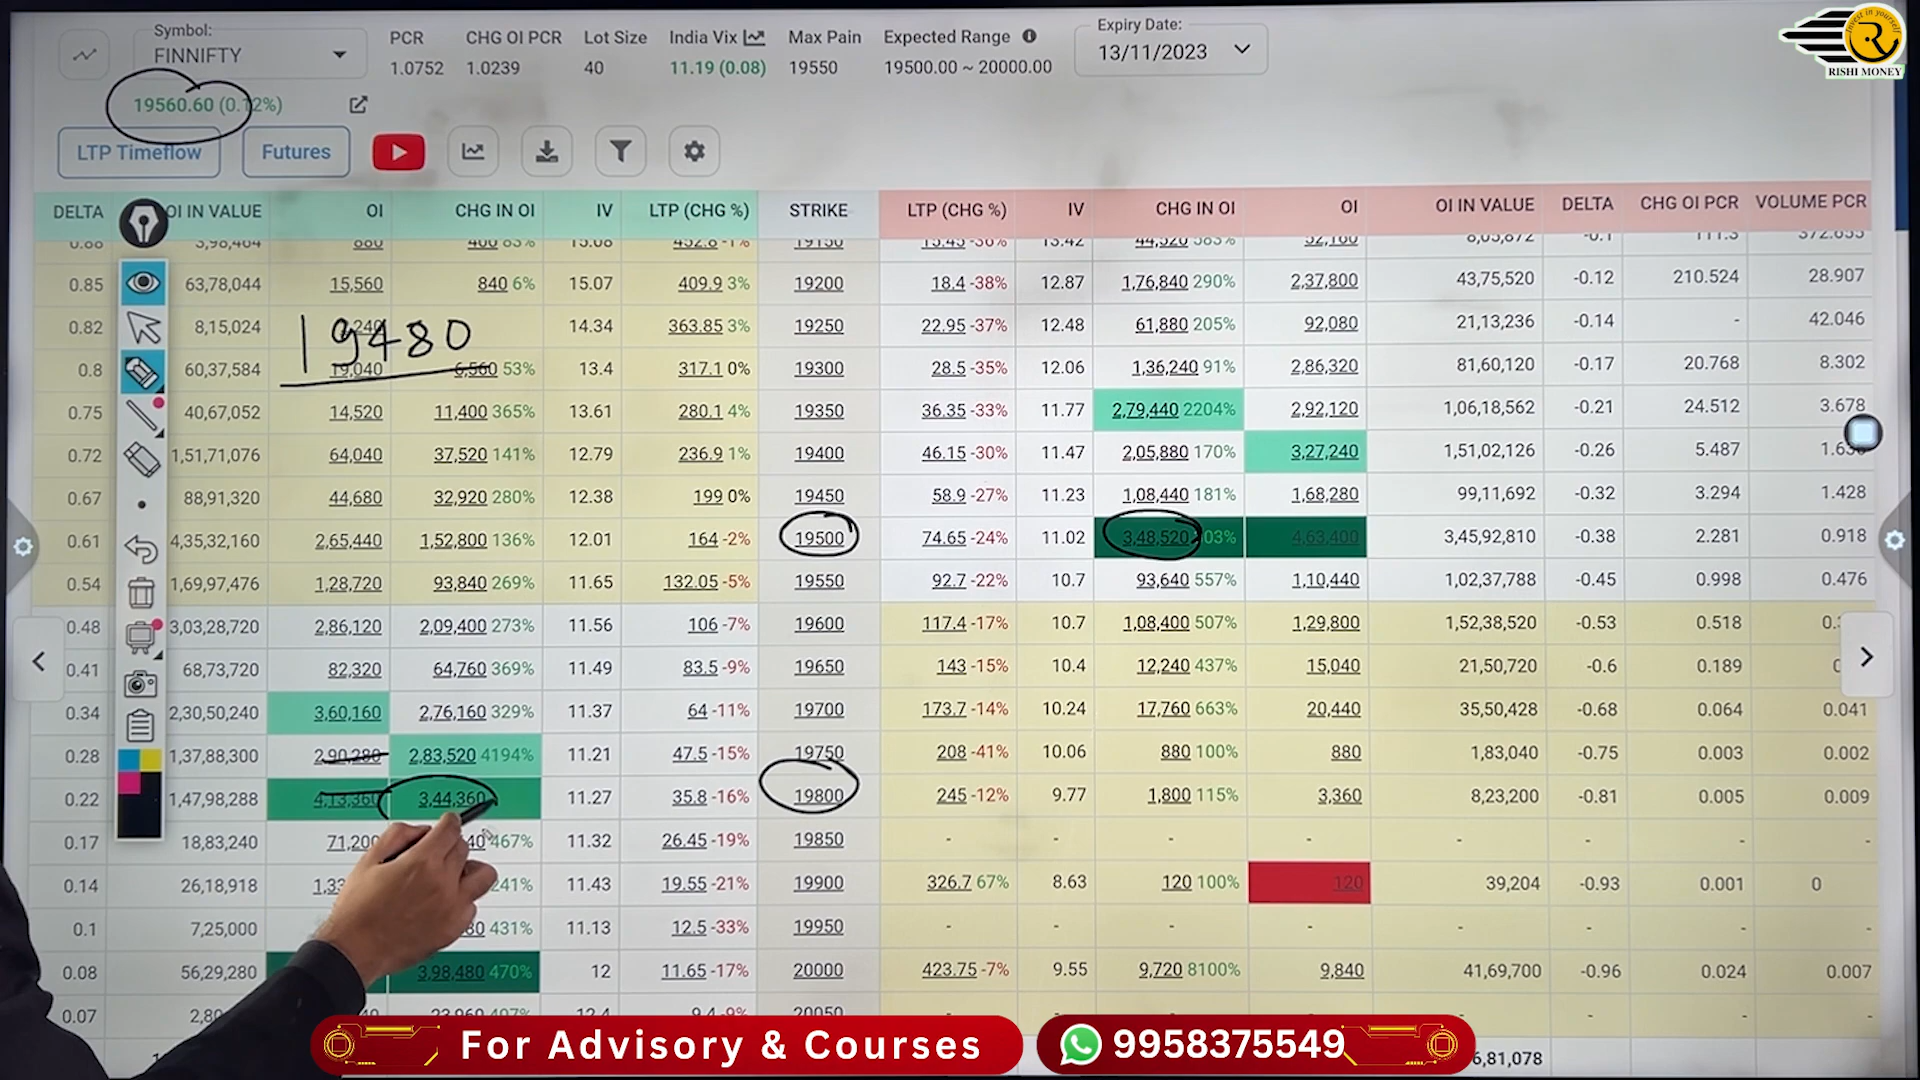 Symbol:
FINNIFTY
PCR
1.0752
CHG OI PCR
1.0239
Lot Size
40
India Vix
11.19 (0.08)
Max Pain
19550
Expected Range
19500.00 ~ 20000.00
Expiry Date:
13/11/2023
Invest in yourself
RISHI MONEY
19560.60 (0.12%)
LTP Timeflow
Futures
DELTA OI IN VALUE OI CHG IN OI IV LTP (CHG %) STRIKE LTP (CHG %) IV CHG IN OI OI OI IN VALUE DELTA CHG OI PCR VOLUME PCR
0.85 63,78,044 15,560 840 6% 15.07 409.9 3% 19200 18.4 -38% 12.87 1,76,840 290% 2,37,800 43,75,520 -0.12 210.524 28.907
0.82 8,15,024 14.34 363.85 3% 19250 22.95 -37% 12.48 61,880 205% 92,080 21,13,236 -0.14 - 42.046
19480
0.8 60,37,584 19,040 6,560 53% 13.4 317.1 0% 19300 28.5 -35% 12.06 1,36,240 91% 2,86,320 81,60,120 -0.17 20.768 8.302
0.75 40,67,052 14,520 11,400 365% 13.61 280.1 4% 19350 36.35 -33% 11.77 2,79,440 2204% 2,92,120 1,06,18,562 -0.21 24.512 3.678
0.72 1,51,71,076 64,040 37,520 141% 12.79 236.9 1% 19400 46.15 -30% 11.47 2,05,880 170% 3,27,240 1,51,02,126 -0.26 5.487
0.67 88,91,320 44,680 32,920 280% 12.38 199 0% 19450 58.9 -27% 11.23 1,08,440 181% 1,68,280 99,11,692 -0.32 3.294 1.428
0.61 4,35,32,160 2,65,440 1,52,800 136% 12.01 164 -2% 19500 74.65 -24% 11.02 3,48,520 4,63,400 3,45,92,810 -0.38 2.281 0.918
0.54 1,69,97,476 1,28,720 93,840 269% 11.65 132.05 -5% 19550 92.7 -22% 10.7 93,640 557% 1,10,440 1,02,37,788 -0.45 0.998 0.476
0.48 3,03,28,720 2,86,120 2,09,400 273% 11.56 106 -7% 19600 117.4 -17% 10.7 1,08,400 507% 1,29,800 1,52,38,520 -0.53 0.518
0.41 68,73,720 82,320 64,760 369% 11.49 83.5 -9% 19650 143 -15% 10.4 12,240 437% 15,040 21,50,720 -0.6 0.189
0.34 2,30,50,240 3,60,160 2,76,160 329% 11.37 64 -11% 19700 173.7 -14% 10.24 17,760 663% 20,440 35,50,428 -0.68 0.064 0.041
0.28 1,37,88,300 2,90,280 2,83,520 4194% 11.21 47.5 -15% 19750 208 -41% 10.06 880 100% 880 1,83,040 -0.75 0.003 0.002
0.22 1,47,98,288 4,13,360 3,44,360 11.27 35.8 -16% 19800 245 -12% 9.77 1,800 115% 3,360 8,23,200 -0.81 0.005 0.009
0.17 18,83,240 71,200 467% 11.32 26.45 -19% 19850 - - - - - - - -
0.14 26,18,918 241% 11.43 19.55 -21% 19900 326.7 67% 8.63 120 100% 120 39,204 -0.93 0.001 0
0.1 7,25,000 431% 11.13 12.5 -33% 19950 - - - - - - - -
0.08 56,29,280 3,98,480 470% 12 11.65 -17% 20000 423.75 -7% 9.55 9,720 8100% 9,840 41,69,700 -0.96 0.024 0.007
0.07
For Advisory & Courses
9958375549